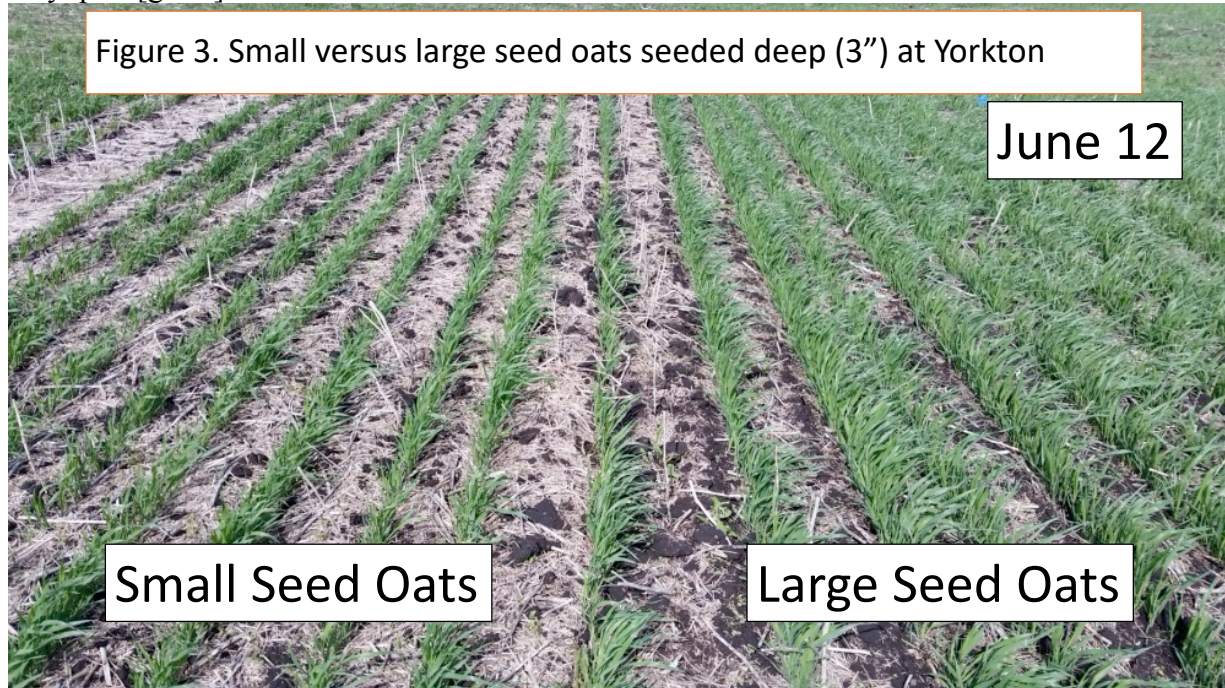 Figure 3. Small versus large seed oats seeded deep (3”) at Yorkton
June 12
Small Seed Oats
Large Seed Oats